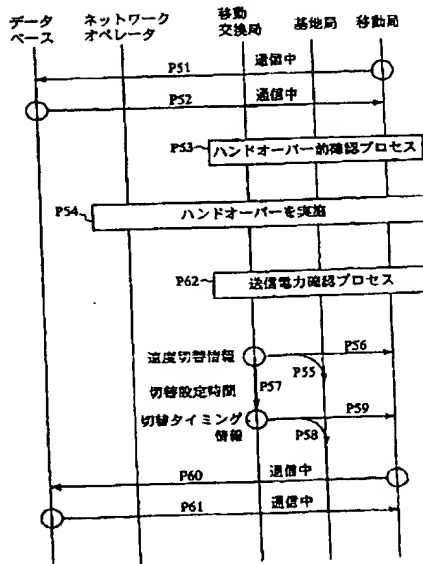 データ
ベース
ネットワーク
オペレータ
移動
交換局
基地局
移動局
P51
通信中
P52
通信中
P53
ハンドオーバー的確認プロセス
P54
ハンドオーバーを実施
P62
送信電力確認プロセス
速度切替情報
P56
P55
切替設定時間
P57
切替タイミング
情報
P59
P58
P60
通信中
P61
通信中